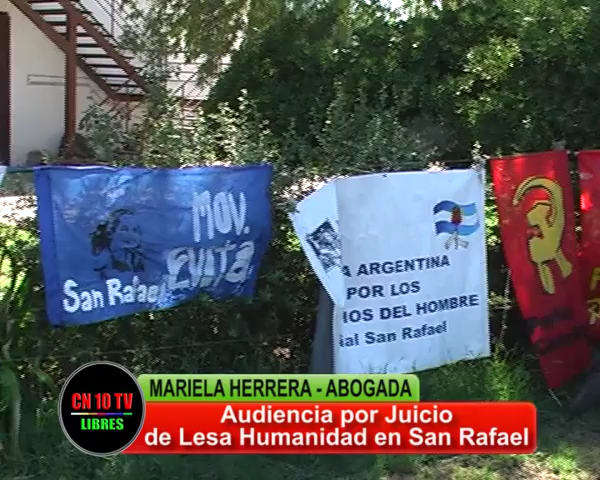 MOV.
EVITA
San Rafael
A ARGENTINA
POR LOS
OS DEL HOMBRE
ial San Rafael
CN 10 TV
LIBRES
MARIELA HERRERA - ABOGADA
Audiencia por Juicio
de Lesa Humanidad en San Rafael